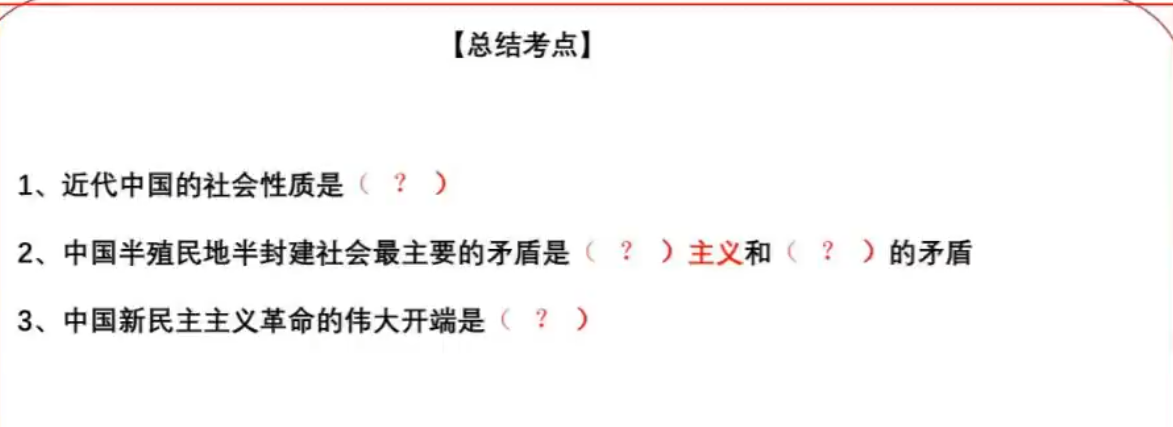 【总结考点】
1、近代中国的社会性质是（ ？ ）
2、中国半殖民地半封建社会最主要的矛盾是（ ？ ）主义和（ ？ ）的矛盾
3、中国新民主主义革命的伟大开端是（ ？ ）